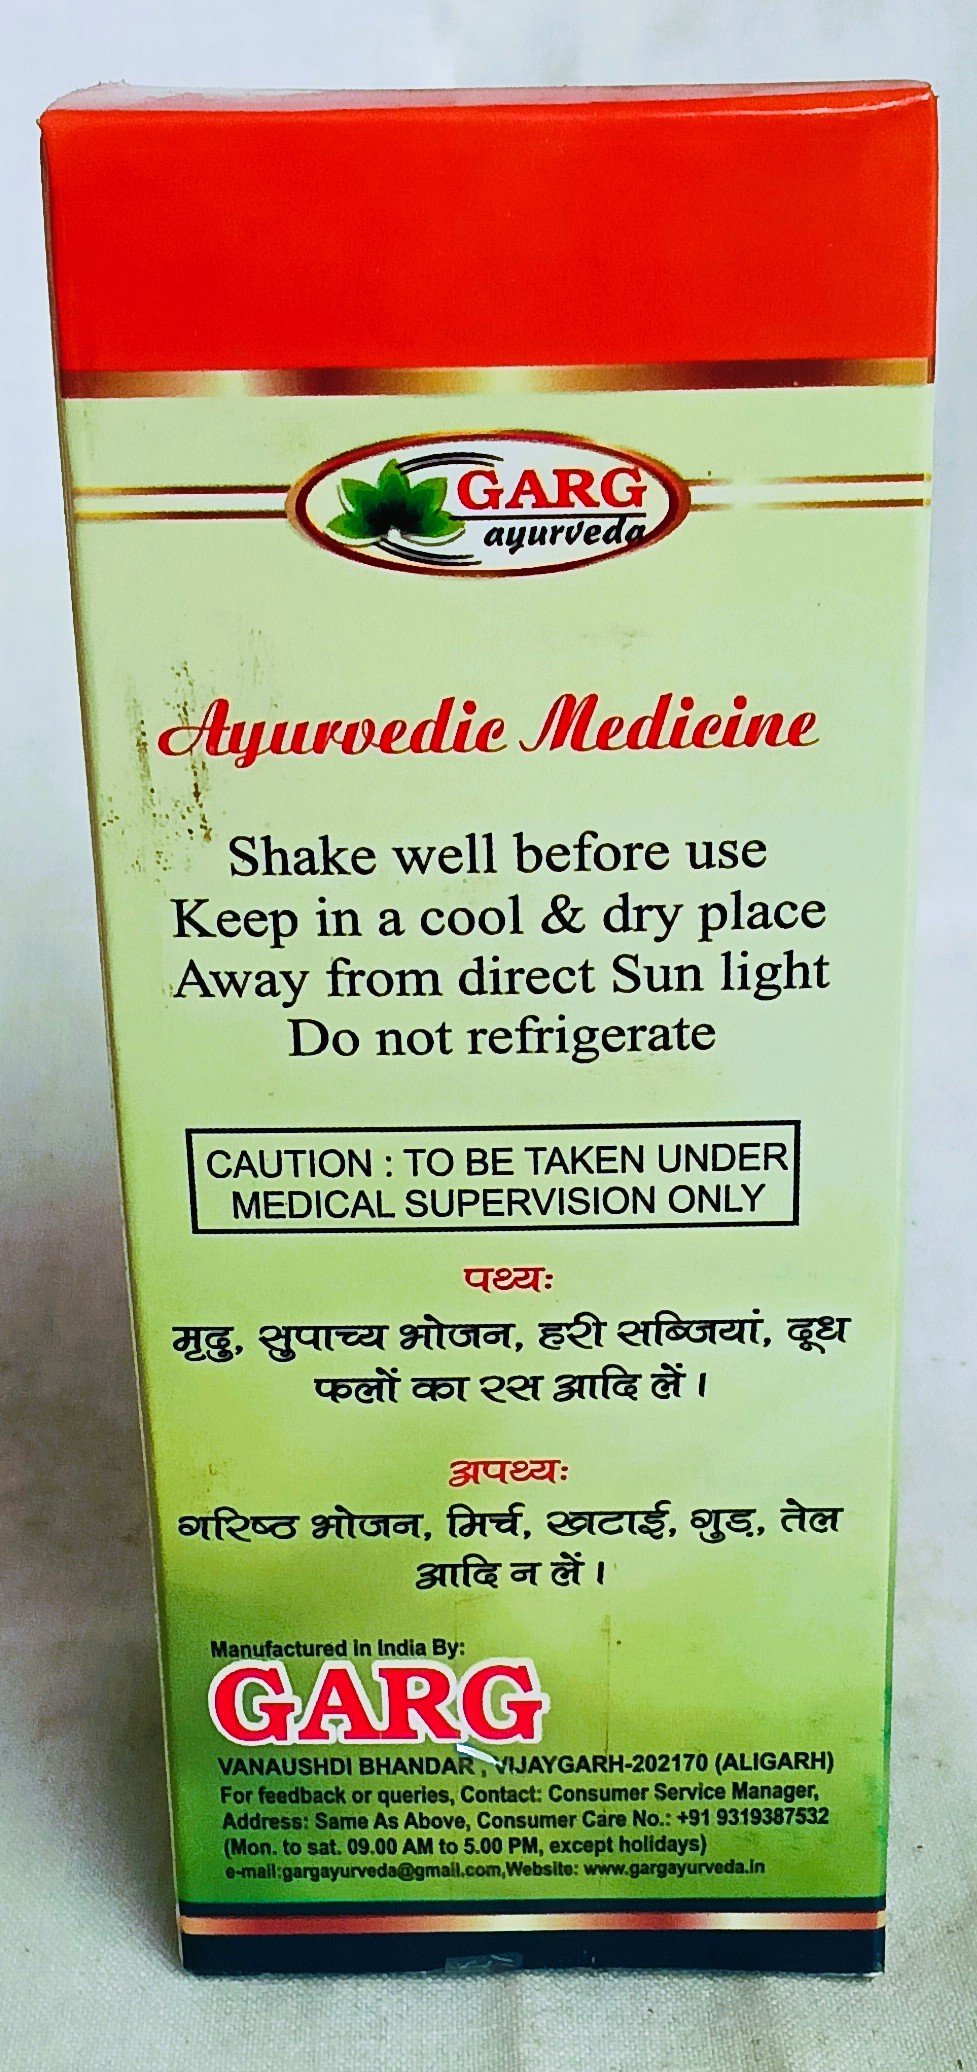 GARG
ayurveda
Ayurvedic Medicine
Shake well before use
Keep in a cool & dry place
Away from direct Sun light
Do not refrigerate
CAUTION : TO BE TAKEN UNDER
MEDICAL SUPERVISION ONLY
पथ्यः
मृदु, सुपाच्य भोजन, हरी सब्जियां, दूध
फलों का रस आदि लें।
अपथ्यः
गरिष्ठ भोजन, मिर्च, खटाई, गुड़, तेल
आदि न लें।
Manufactured in India By:
GARG
VANAUSHDI BHANDAR, VIJAYGARH-202170 (ALIGARH)
For feedback or queries, Contact: Consumer Service Manager,
Address: Same As Above, Consumer Care No.: +91 9319387532
(Mon. to sat. 09.00 AM to 5.00 PM, except holidays)
e-mail:gargayurveda@gmail.com,Website: www.gargayurveda.in